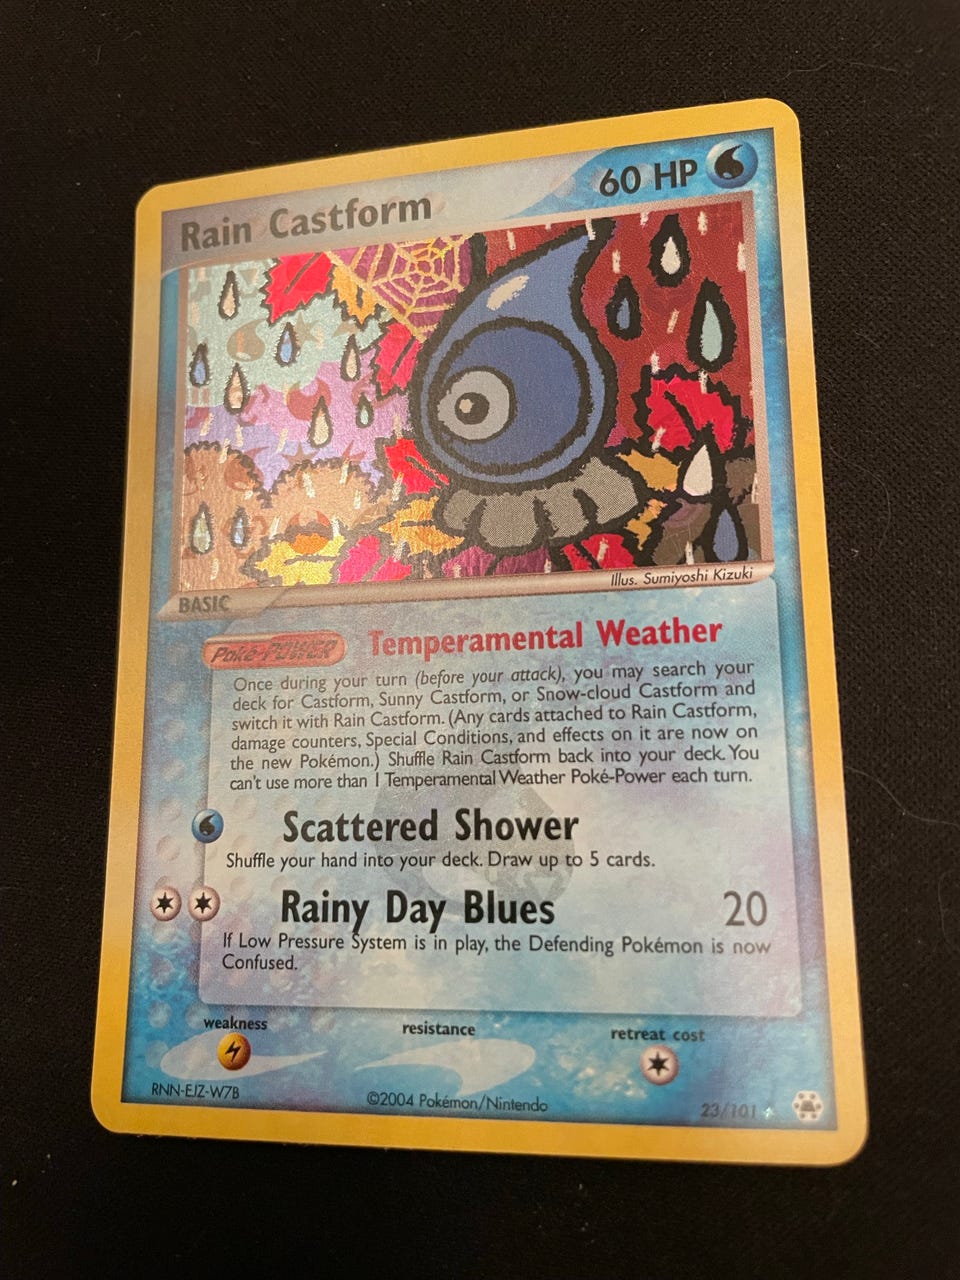 Rain Castform
60 HP
Illus. Sumiyoshi Kizuki
BASIC
Poké-POWER Temperamental Weather
Once during your turn (before your attack), you may search your
deck for Castform, Sunny Castform, or Snow-cloud Castform and
switch it with Rain Castform. (Any cards attached to Rain Castform,
damage counters, Special Conditions, and effects on it are now on
the new Pokémon.) Shuffle Rain Castform back into your deck. You
can't use more than 1 Temperamental Weather Poké-Power each turn.
Scattered Shower
Shuffle your hand into your deck. Draw up to 5 cards.
Rainy Day Blues 20
If Low Pressure System is in play, the Defending Pokémon is now
Confused.
weakness resistance retreat cost
RNN-EJZ-W7B
©2004 Pokémon/Nintendo
23/101